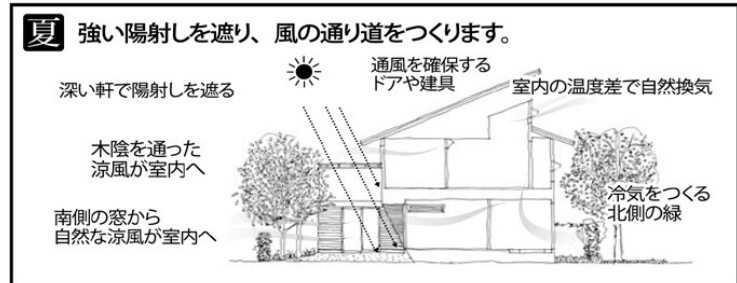 夏 強い陽射しを遮り、風の通り道をつくります。
深い軒で陽射しを遮る
通風を確保する
ドアや建具
室内の温度差で自然換気
木陰を通った
涼風が室内へ
南側の窓から
自然な涼風が室内へ
冷気をつくる
北側の緑